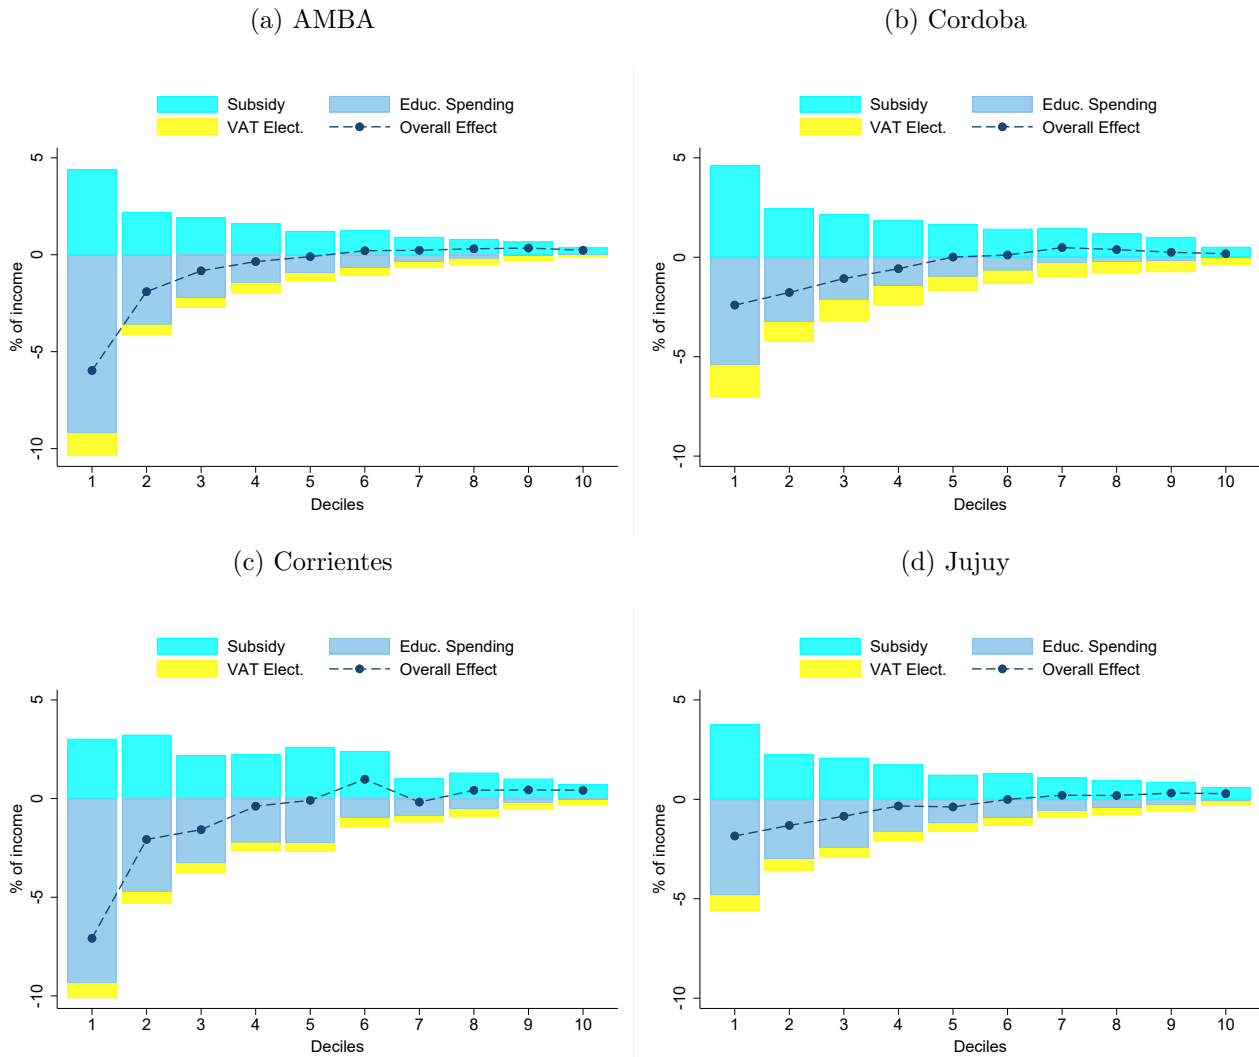 (a) AMBA
Subsidy
Educ. Spending
VAT Elect.
Overall Effect
% of income
5
0
-5
-10
1 2 3 4 5 6 7 8 9 10
Deciles
(b) Cordoba
Subsidy
Educ. Spending
VAT Elect.
Overall Effect
% of income
5
0
-5
-10
1 2 3 4 5 6 7 8 9 10
Deciles
(c) Corrientes
Subsidy
Educ. Spending
VAT Elect.
Overall Effect
% of income
5
0
-5
-10
1 2 3 4 5 6 7 8 9 10
Deciles
(d) Jujuy
Subsidy
Educ. Spending
VAT Elect.
Overall Effect
% of income
5
0
-5
-10
1 2 3 4 5 6 7 8 9 10
Deciles